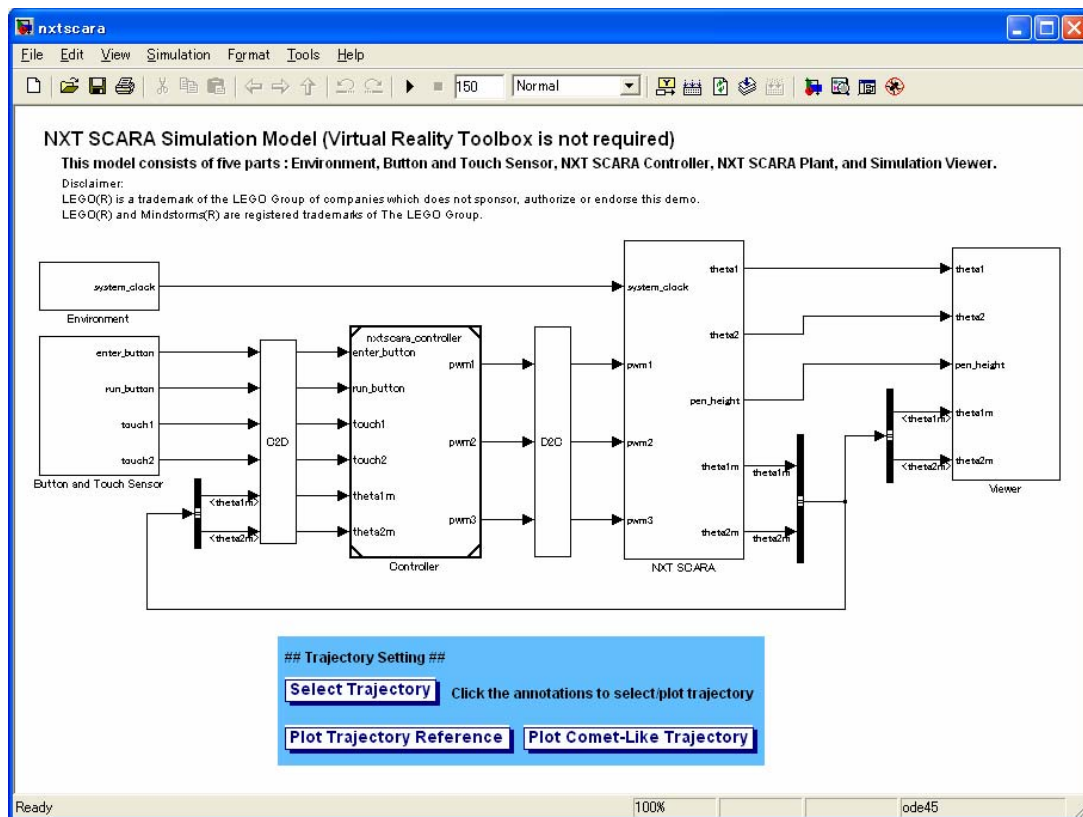 nxtscara
File Edit View Simulation Format Tools Help
150 Normal
NXT SCARA Simulation Model (Virtual Reality Toolbox is not required)
This model consists of five parts : Environment, Button and Touch Sensor, NXT SCARA Controller, NXT SCARA Plant, and Simulation Viewer.
Disclaimer:
LEGO(R) is a trademark of the LEGO Group of companies which does not sponsor, authorize or endorse this demo.
LEGO(R) and Mindstorms(R) are registered trademarks of The LEGO Group.
system_clock
Environment
enter_button
run_button
touch1
touch2
Button and Touch Sensor
<theta1m>
<theta2m>
C2D
nxtscara_controller
enter_button
run_button
touch1
touch2
theta1m
theta2m
pwm1
pwm2
pwm3
Controller
D2C
system_clock
pwm1
pwm2
pwm3
theta1
theta2
pen_height
theta1m
theta2m
NXT SCARA
theta1m
theta2m
<theta1m>
<theta2m>
theta1
theta2
pen_height
theta1m
theta2m
Viewer
## Trajectory Setting ##
Select Trajectory Click the annotations to select/plot trajectory
Plot Trajectory Reference Plot Comet-Like Trajectory
Ready 100% ode45